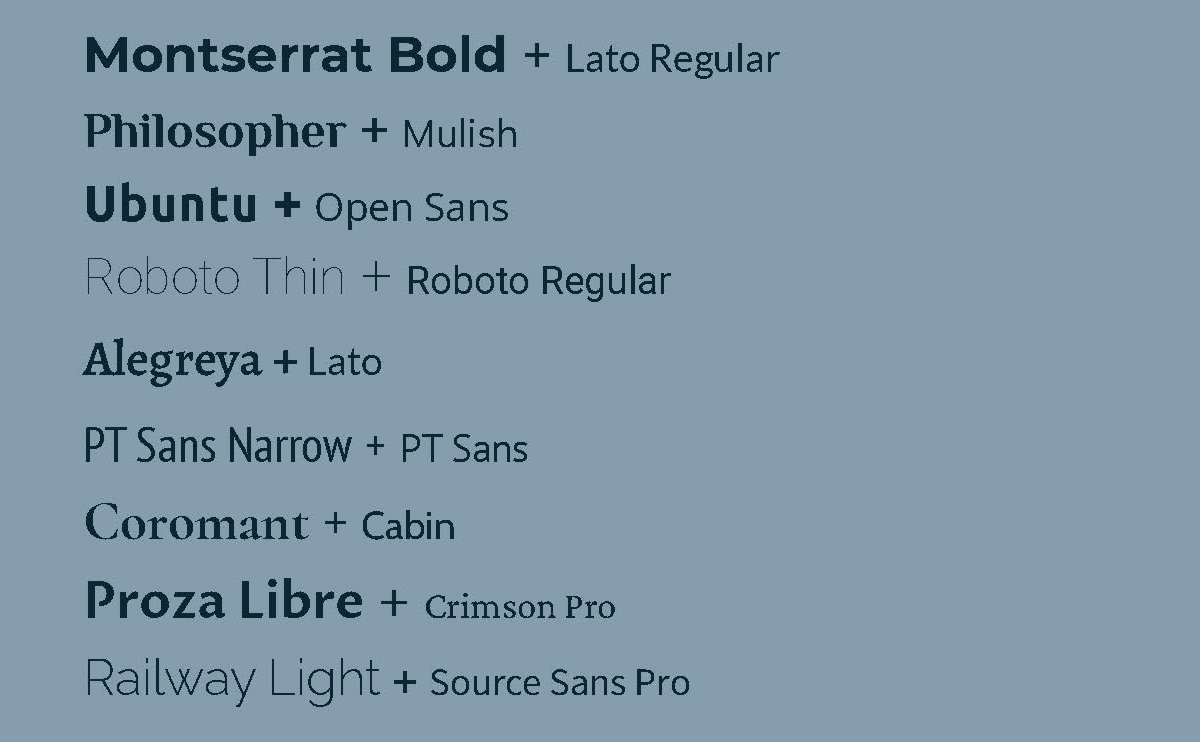 Montserrat Bold + Lato Regular
Philosopher + Mulish
Ubuntu + Open Sans
Roboto Thin + Roboto Regular
Alegreya + Lato
PT Sans Narrow + PT Sans
Coromant + Cabin
Proza Libre + Crimson Pro
Railway Light + Source Sans Pro